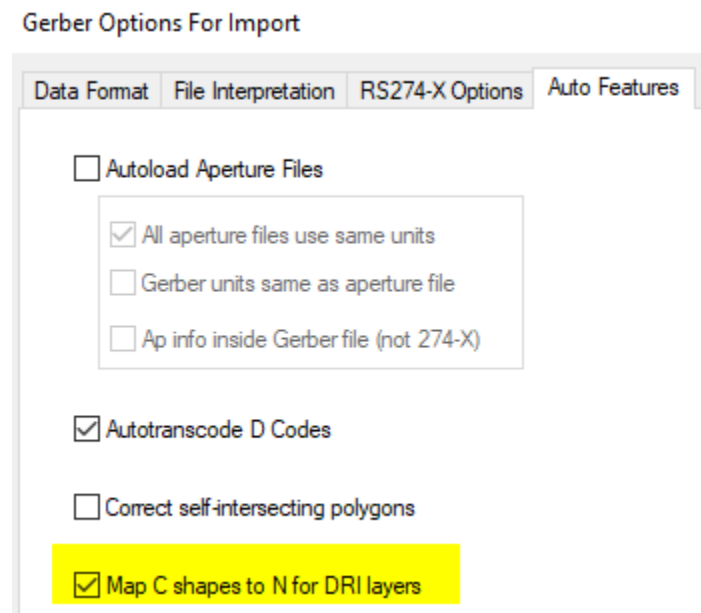 Gerber Options For Import
Data Format File Interpretation RS274-X Options Auto Features
Autoload Aperture Files
All aperture files use same units
Gerber units same as aperture file
Ap info inside Gerber file (not 274-X)
Autotranscode D Codes
Correct self-intersecting polygons
Map C shapes to N for DRI layers